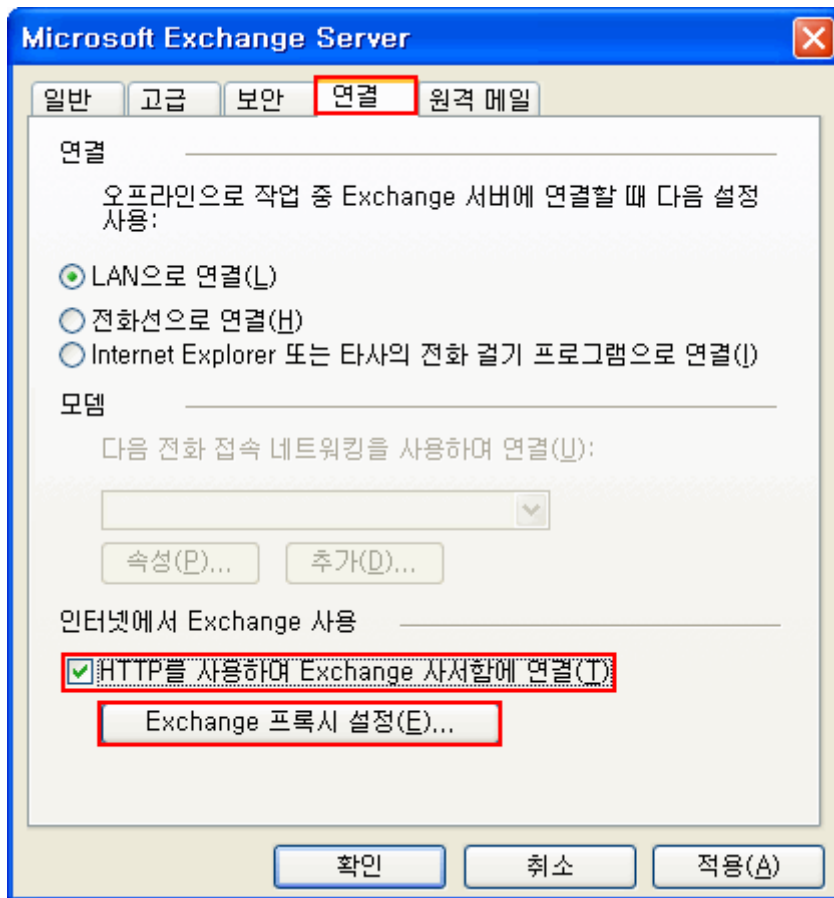 Microsoft Exchange Server
일반 고급 보안 연결 원격 메일
연결
오프라인으로 작업 중 Exchange 서버에 연결할 때 다음 설정
사용:
LAN으로 연결(L)
전화선으로 연결(H)
Internet Explorer 또는 타사의 전화 걸기 프로그램으로 연결(I)
모뎀
다음 전화 접속 네트워킹을 사용하여 연결(U):
속성(P)... 추가(D)...
인터넷에서 Exchange 사용
HTTP를 사용하여 Exchange 사서함에 연결(T)
Exchange 프록시 설정(E)...
확인 취소 적용(A)